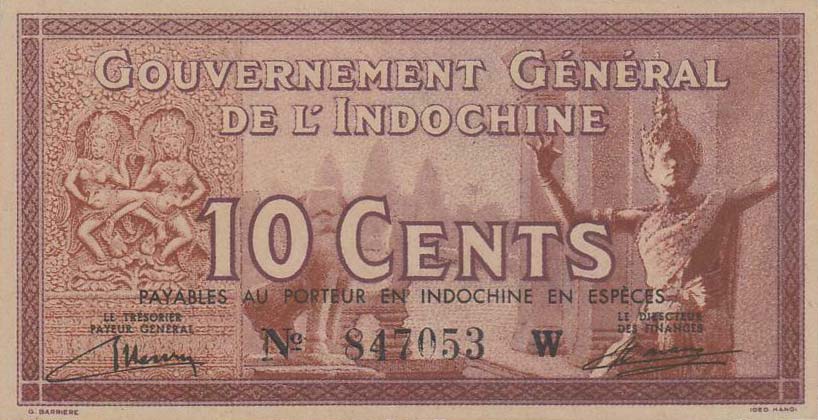 GOUVERNEMENT GÉNÉRAL
DE L'INDOCHINE
10 CENTS
PAYABLES AU PORTEUR EN INDOCHINE EN ESPÈCES
LE TRÉSORIER
PAYEUR GÉNÉRAL
LE DIRECTEUR
DES FINANCES
Nº 847053 W
G. BARRIERE
IDEO HANOI